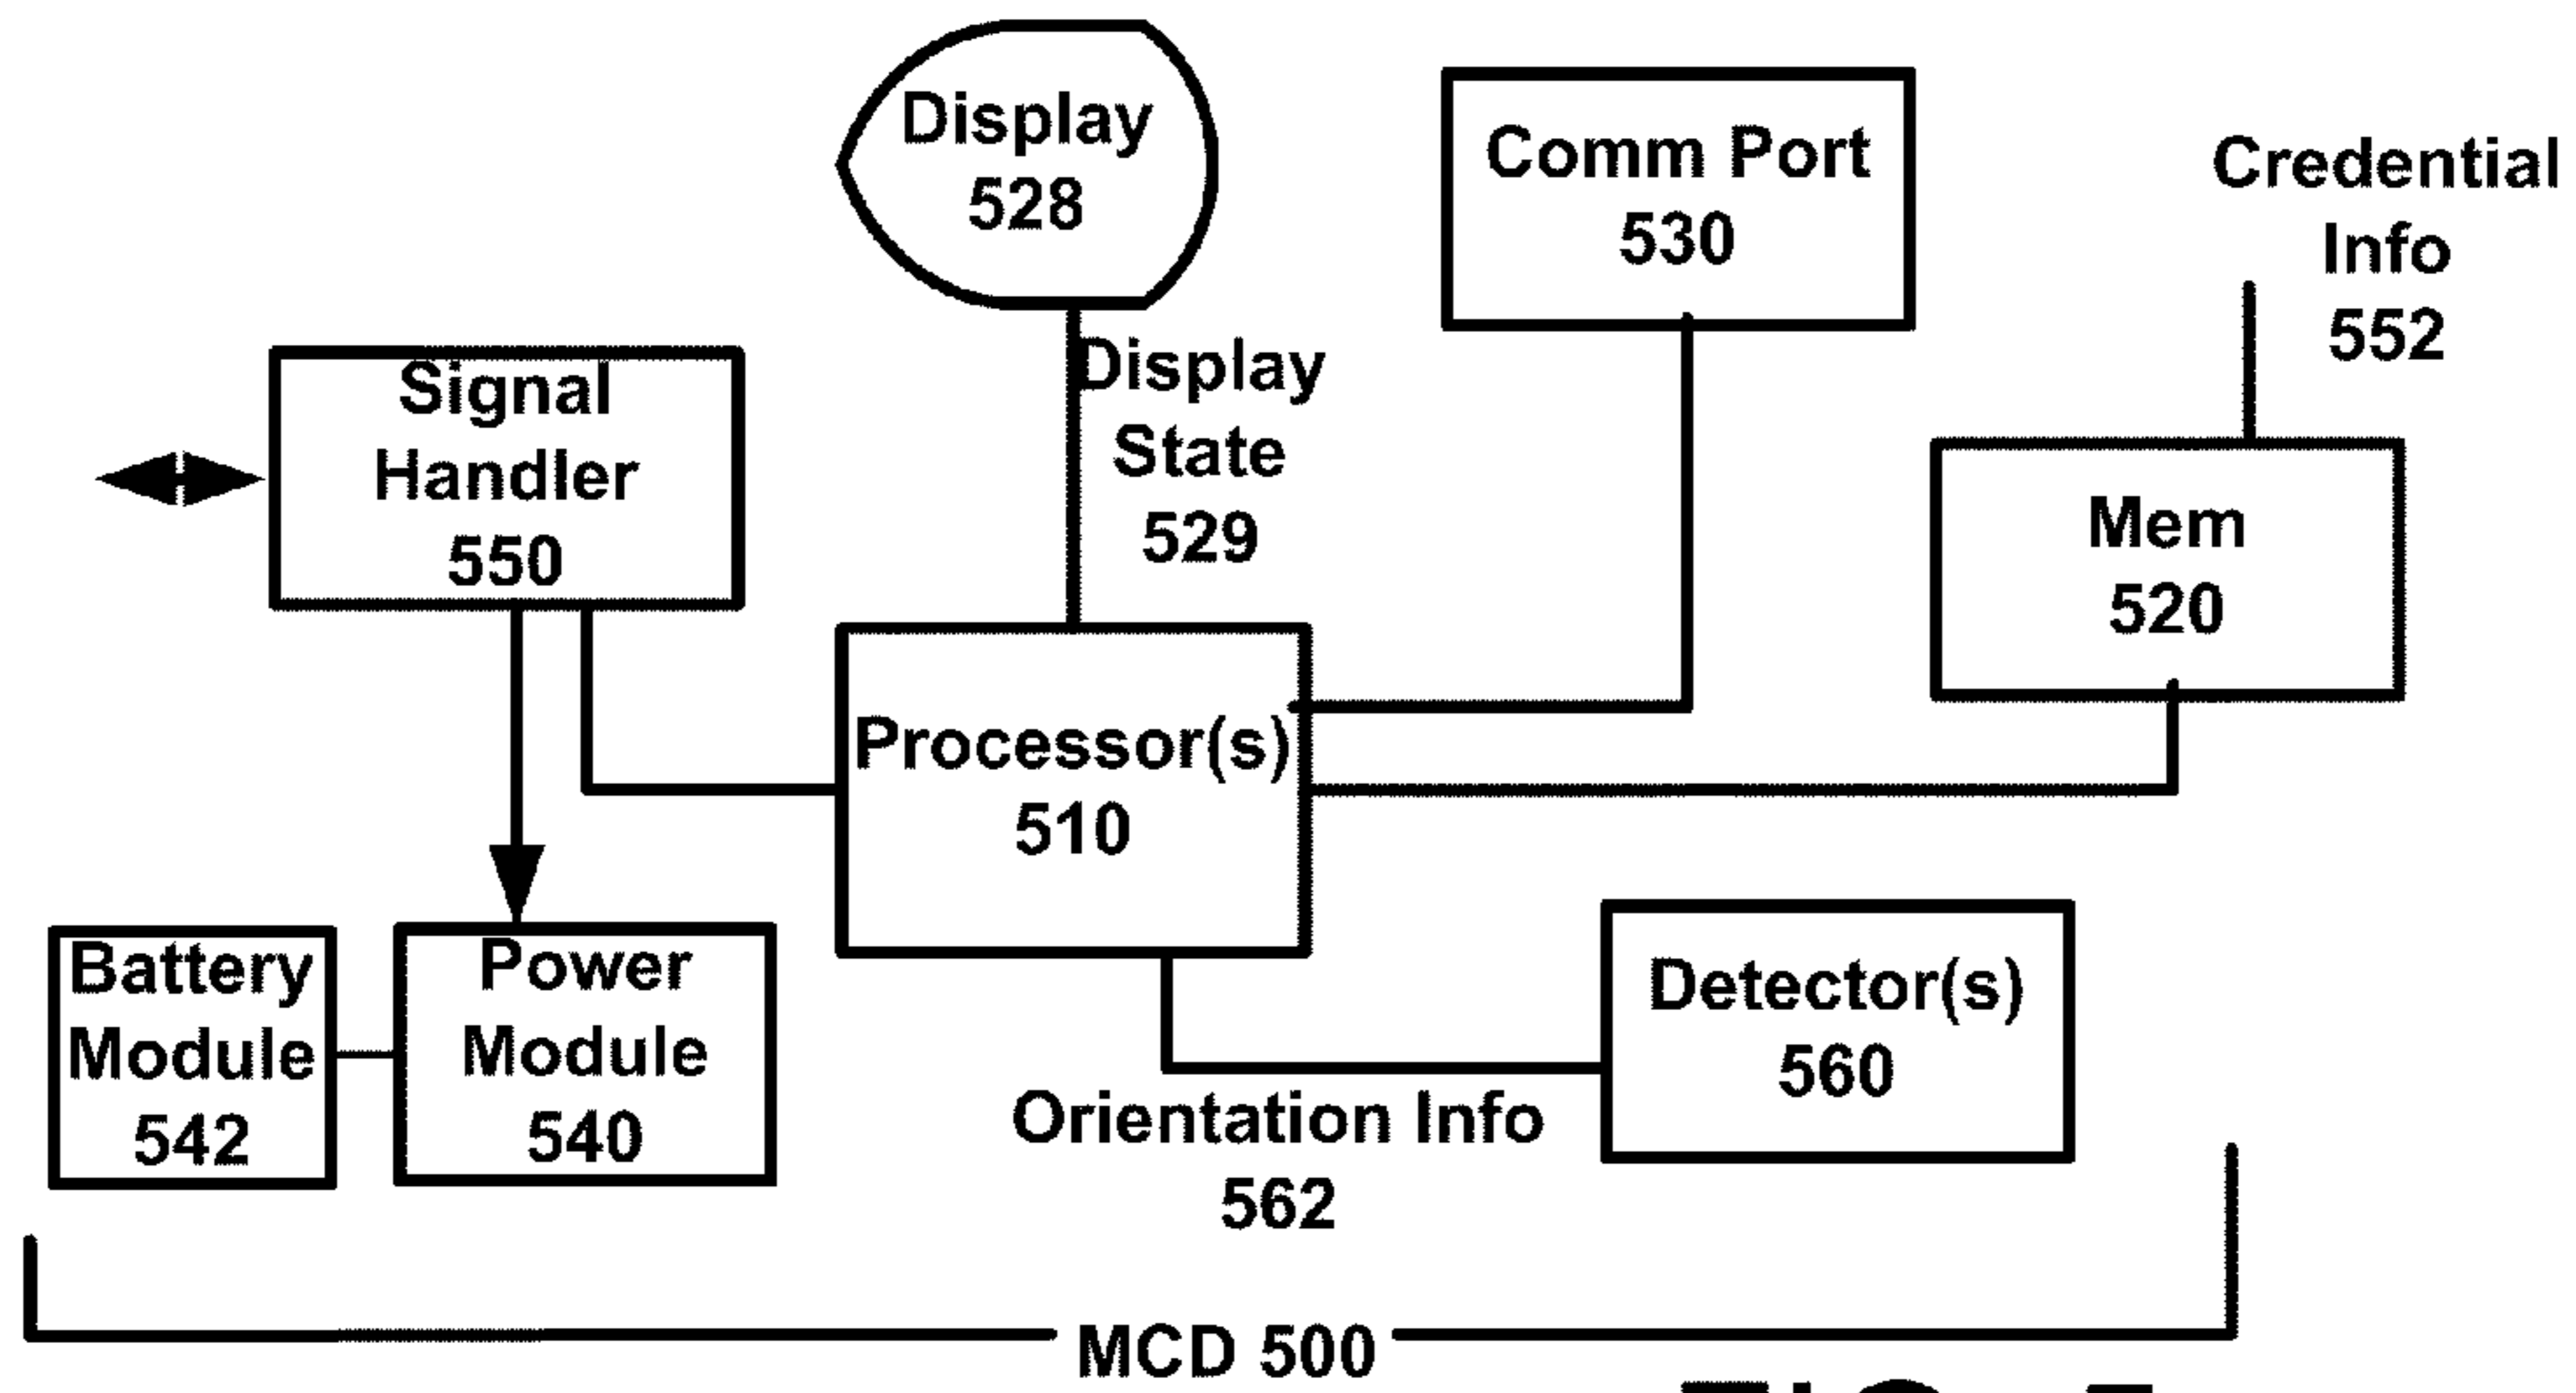 Display
528
Comm Port
530
Credential
Info
552
Signal
Handler
550
Display
State
529
Mem
520
Processor(s)
510
Battery
Module
542
Power
Module
540
Detector(s)
560
Orientation Info
562
MCD 500